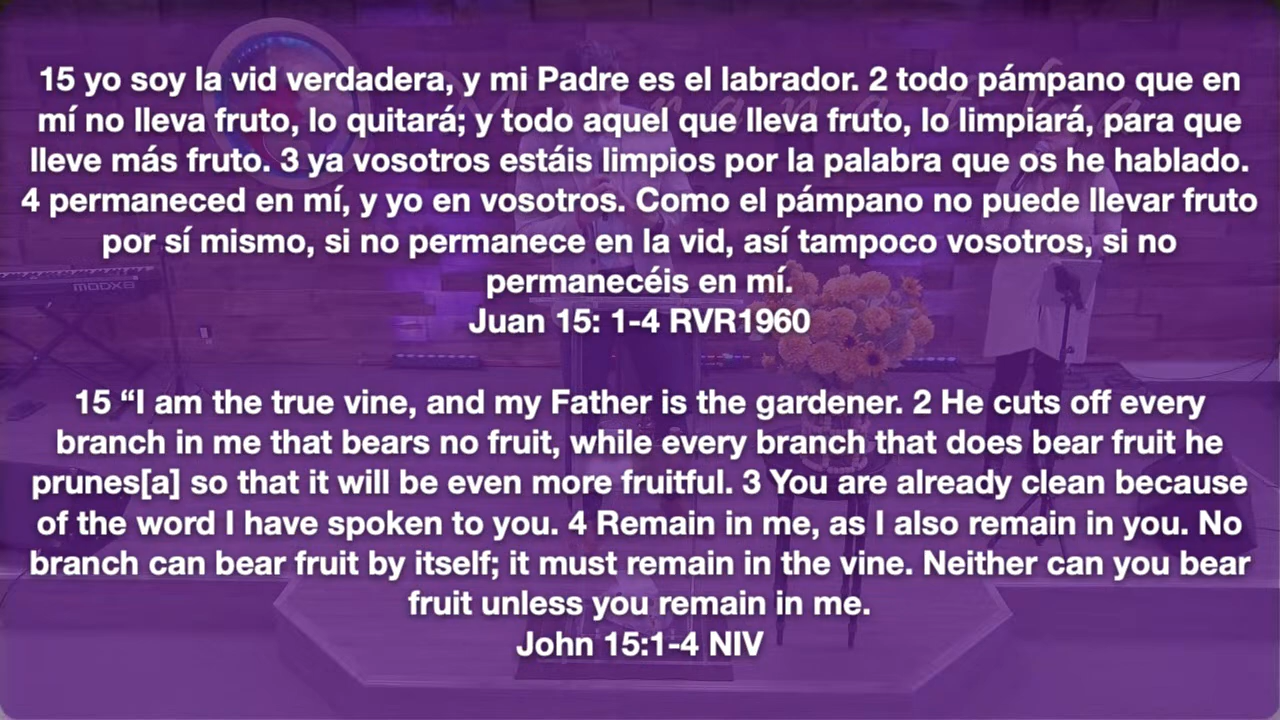 15 yo soy la vid verdadera, y mi Padre es el labrador. 2 todo pámpano que en
mí no lleva fruto, lo quitará; y todo aquel que lleva fruto, lo limpiará, para que
lleve más fruto. 3 ya vosotros estáis limpios por la palabra que os he hablado.
4 permaneced en mí, y yo en vosotros. Como el pámpano no puede llevar fruto
por sí mismo, si no permanece en la vid, así tampoco vosotros, si no
permanecéis en mí.
Juan 15: 1-4 RVR1960
MODX8
15 “I am the true vine, and my Father is the gardener. 2 He cuts off every
branch in me that bears no fruit, while every branch that does bear fruit he
prunes[a] so that it will be even more fruitful. 3 You are already clean because
of the word I have spoken to you. 4 Remain in me, as I also remain in you. No
branch can bear fruit by itself; it must remain in the vine. Neither can you bear
fruit unless you remain in me.
John 15:1-4 NIV